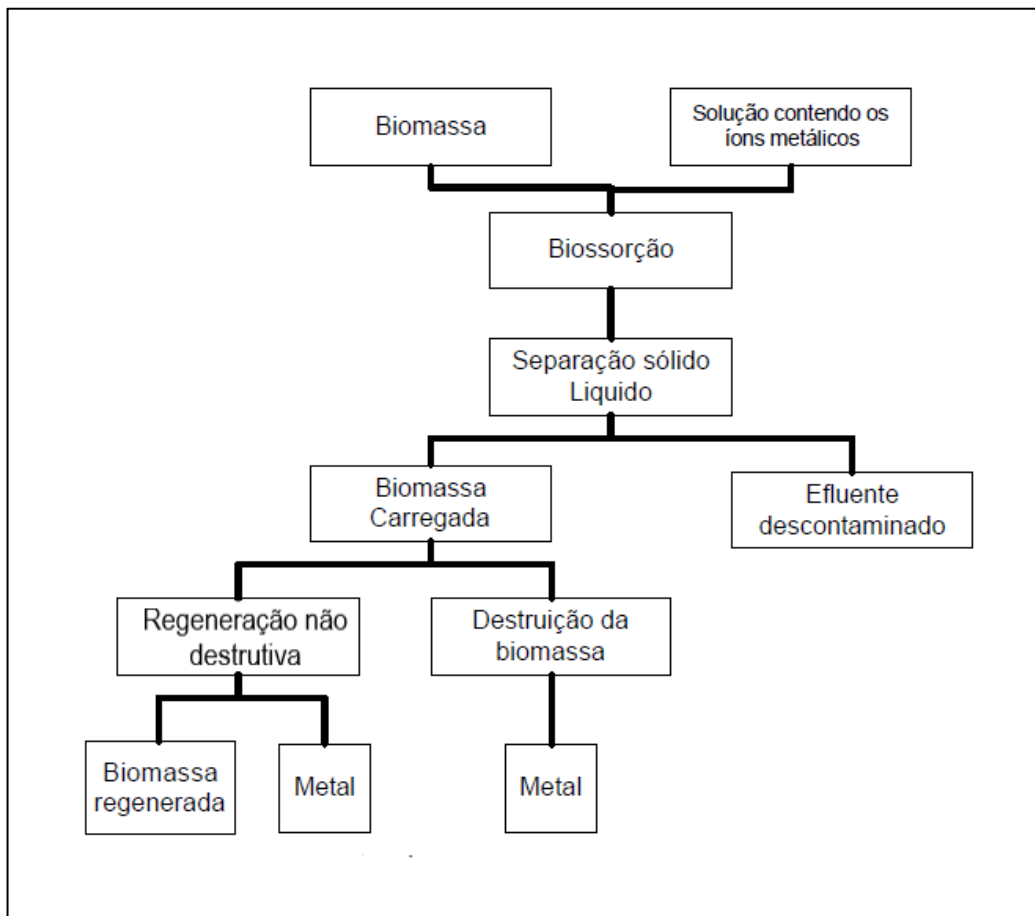 Biomassa
Solução contendo os
íons metálicos
Biossorção
Separação sólido
Liquido
Biomassa
Carregada
Efluente
descontaminado
Regeneração não
destrutiva
Destruição da
biomassa
Biomassa
regenerada
Metal
Metal